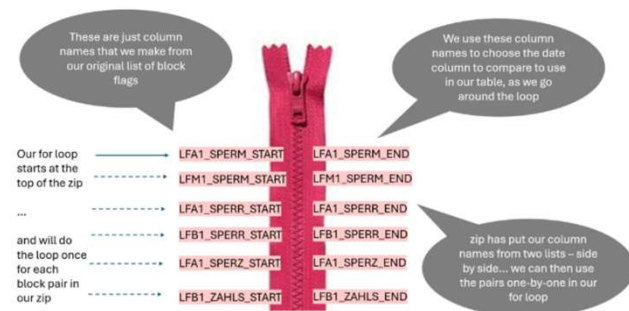 These are just column
names that we make from
our original list of block
flags
We use these column
names to choose the date
column to compare to use
in our table, as we go
around the loop
Our for loop
starts at the
top of the zip
...
and will do
the loop once
for each
block pair in
our zip
LFA1_SPERM_START LFA1_SPERM_END
LFM1_SPERM_START LFM1_SPERM_END
LFA1_SPERR_START LFA1_SPERR_END
LFB1_SPERR_START LFB1_SPERR_END
LFA1_SPERZ_START LFA1_SPERZ_END
LFB1_ZAHLS_START LFB1_ZAHLS_END
zip has put our column
names from two lists – side
by side... we can then use
the pairs one-by-one in our
for loop